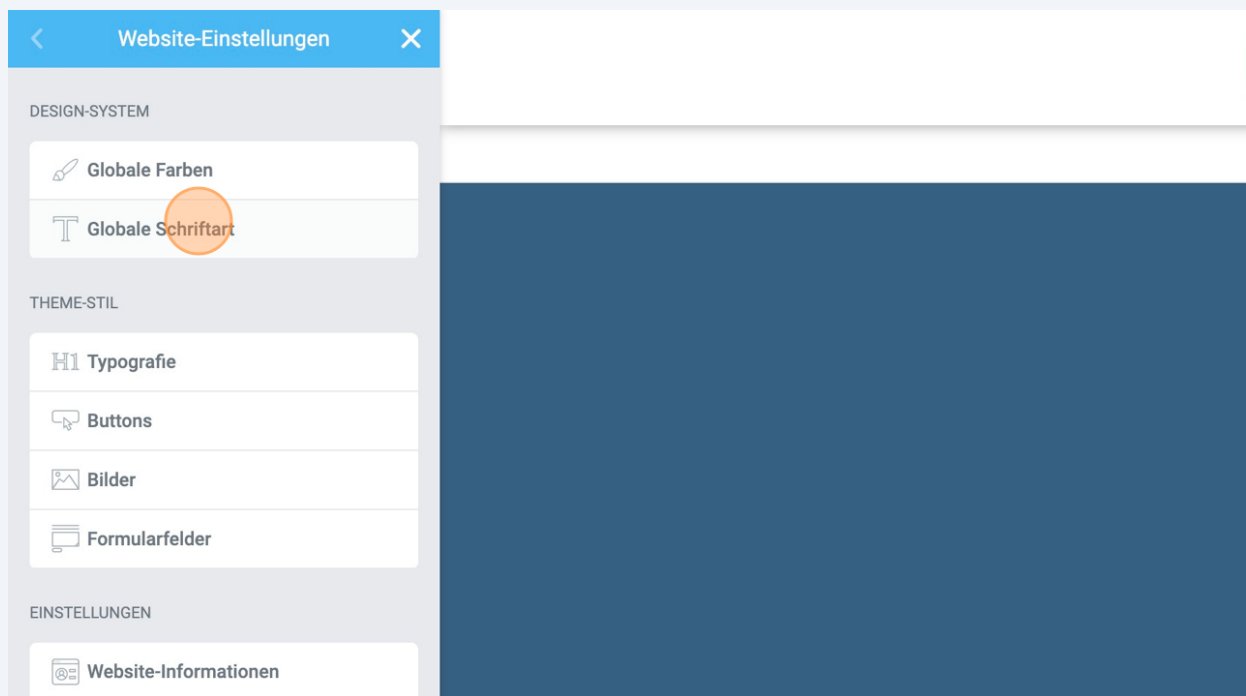 Website-Einstellungen
DESIGN-SYSTEM
Globale Farben
Globale Schriftart
THEME-STIL
H1 Typografie
Buttons
Bilder
Formularfelder
EINSTELLUNGEN
Website-Informationen